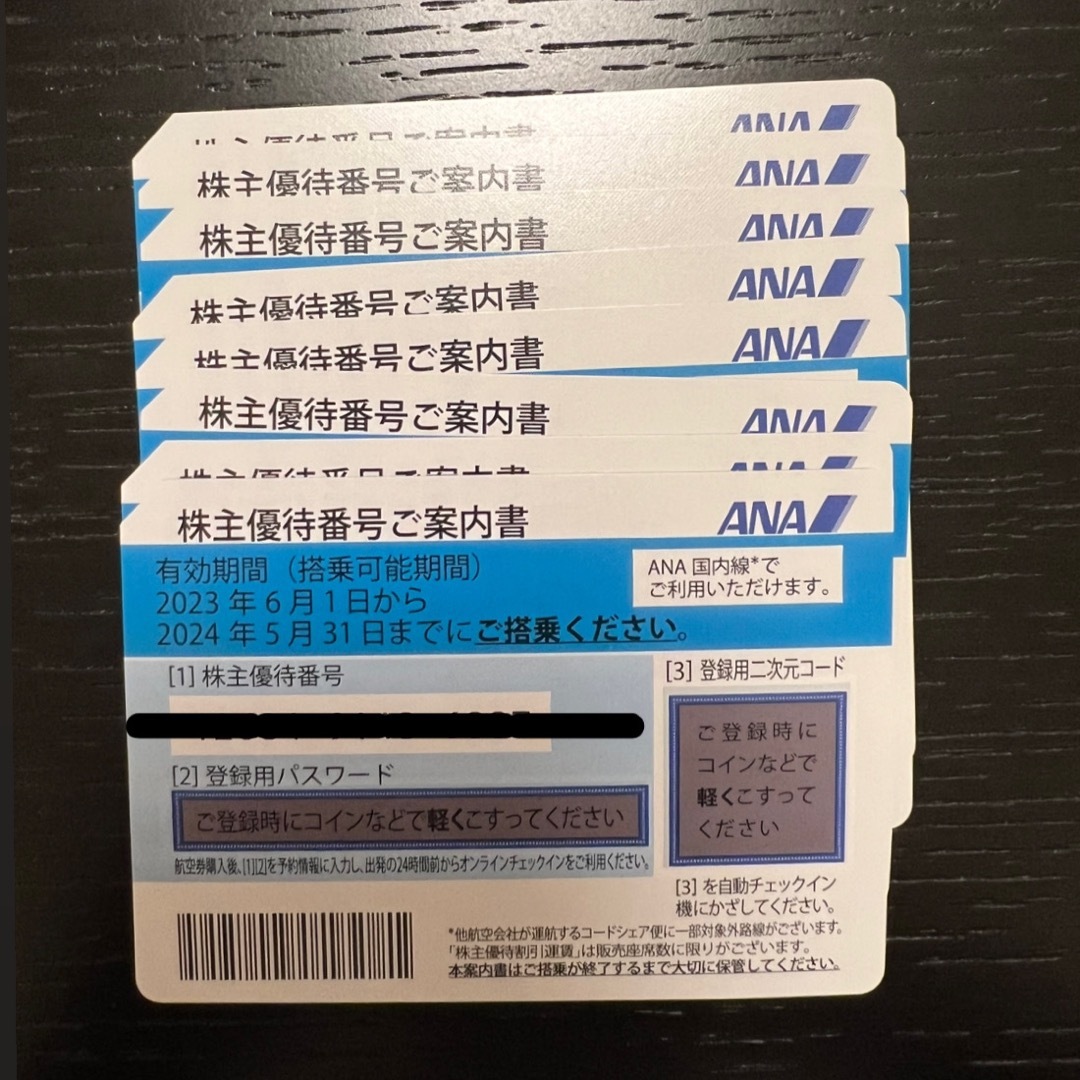 ANA
株主優待番号ご案内書 ANA
株主優待番号ご案内書 ANA
株主優待番号ご案内書 ANA
株主優待番号ご案内書 ANA
株主優待番号ご案内書 ANA
ANA
株主優待番号ご案内書 ANA
有効期間（搭乗可能期間）
2023年6月1日から
2024年5月31日までにご搭乗ください。
ANA 国内線*で
ご利用いただけます。
[1] 株主優待番号
[2] 登録用パスワード
ご登録時にコインなどで軽くこすってください
航空券購入後、[1][2]を予約情報に入力し、出発の24時間前からオンラインチェックインをご利用ください。
[3] 登録用二次元コード
ご登録時に
コインなどで
軽くこすって
ください
[3] を自動チェックイン
機にかざしてください。
*他航空会社が運航するコードシェア便に一部対象外路線がございます。
「株主優待割引運賃」は販売座席数に限りがございます。
本案内書はご搭乗が終了するまで大切に保管してください。